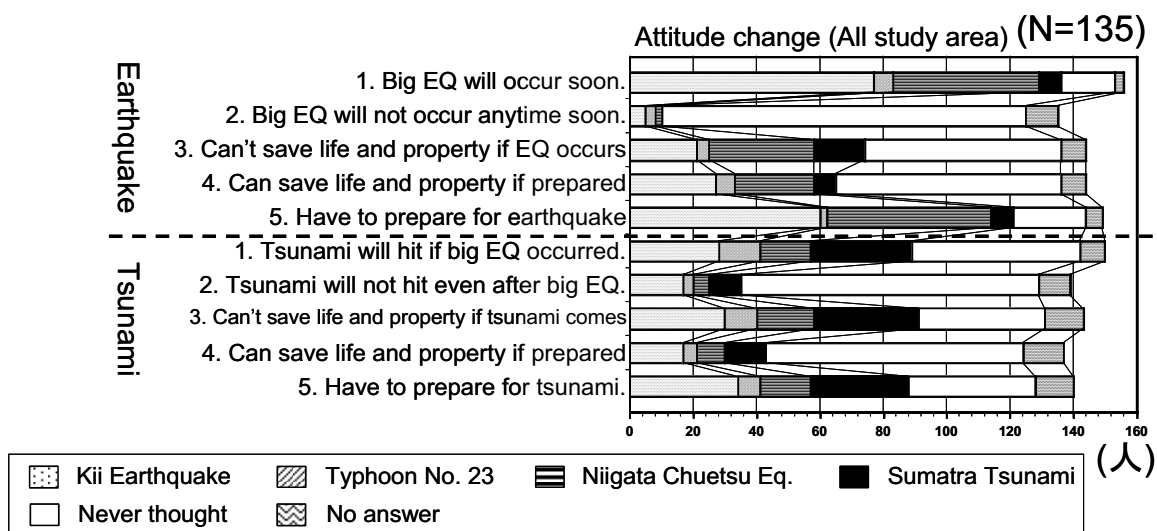 Attitude change (All study area) (N=135)
Earthquake
1. Big EQ will occur soon.
2. Big EQ will not occur anytime soon.
3. Can't save life and property if EQ occurs
4. Can save life and property if prepared
5. Have to prepare for earthquake
Tsunami
1. Tsunami will hit if big EQ occurred.
2. Tsunami will not hit even after big EQ.
3. Can't save life and property if tsunami comes
4. Can save life and property if prepared
5. Have to prepare for tsunami.
0 20 40 60 80 100 120 140 160
(人)
Kii Earthquake Typhoon No. 23 Niigata Chuetsu Eq. Sumatra Tsunami
Never thought No answer